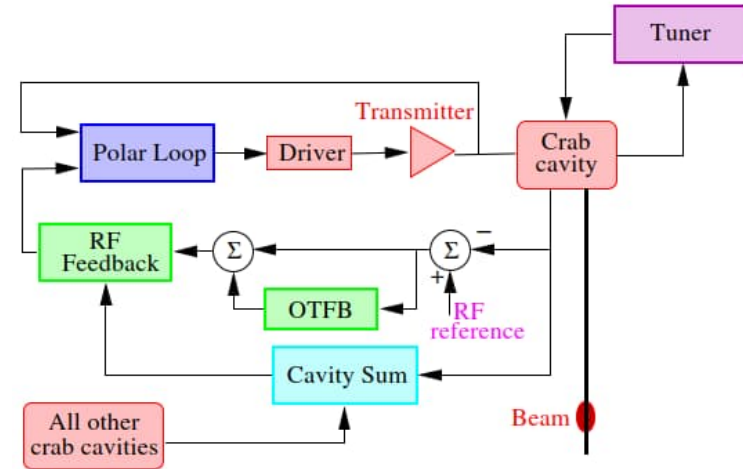 Tuner
Transmitter
Polar Loop
Driver
Crab
cavity
RF
Feedback
Σ
Σ
−
+
OTFB
RF
reference
Cavity Sum
All other
crab cavities
Beam